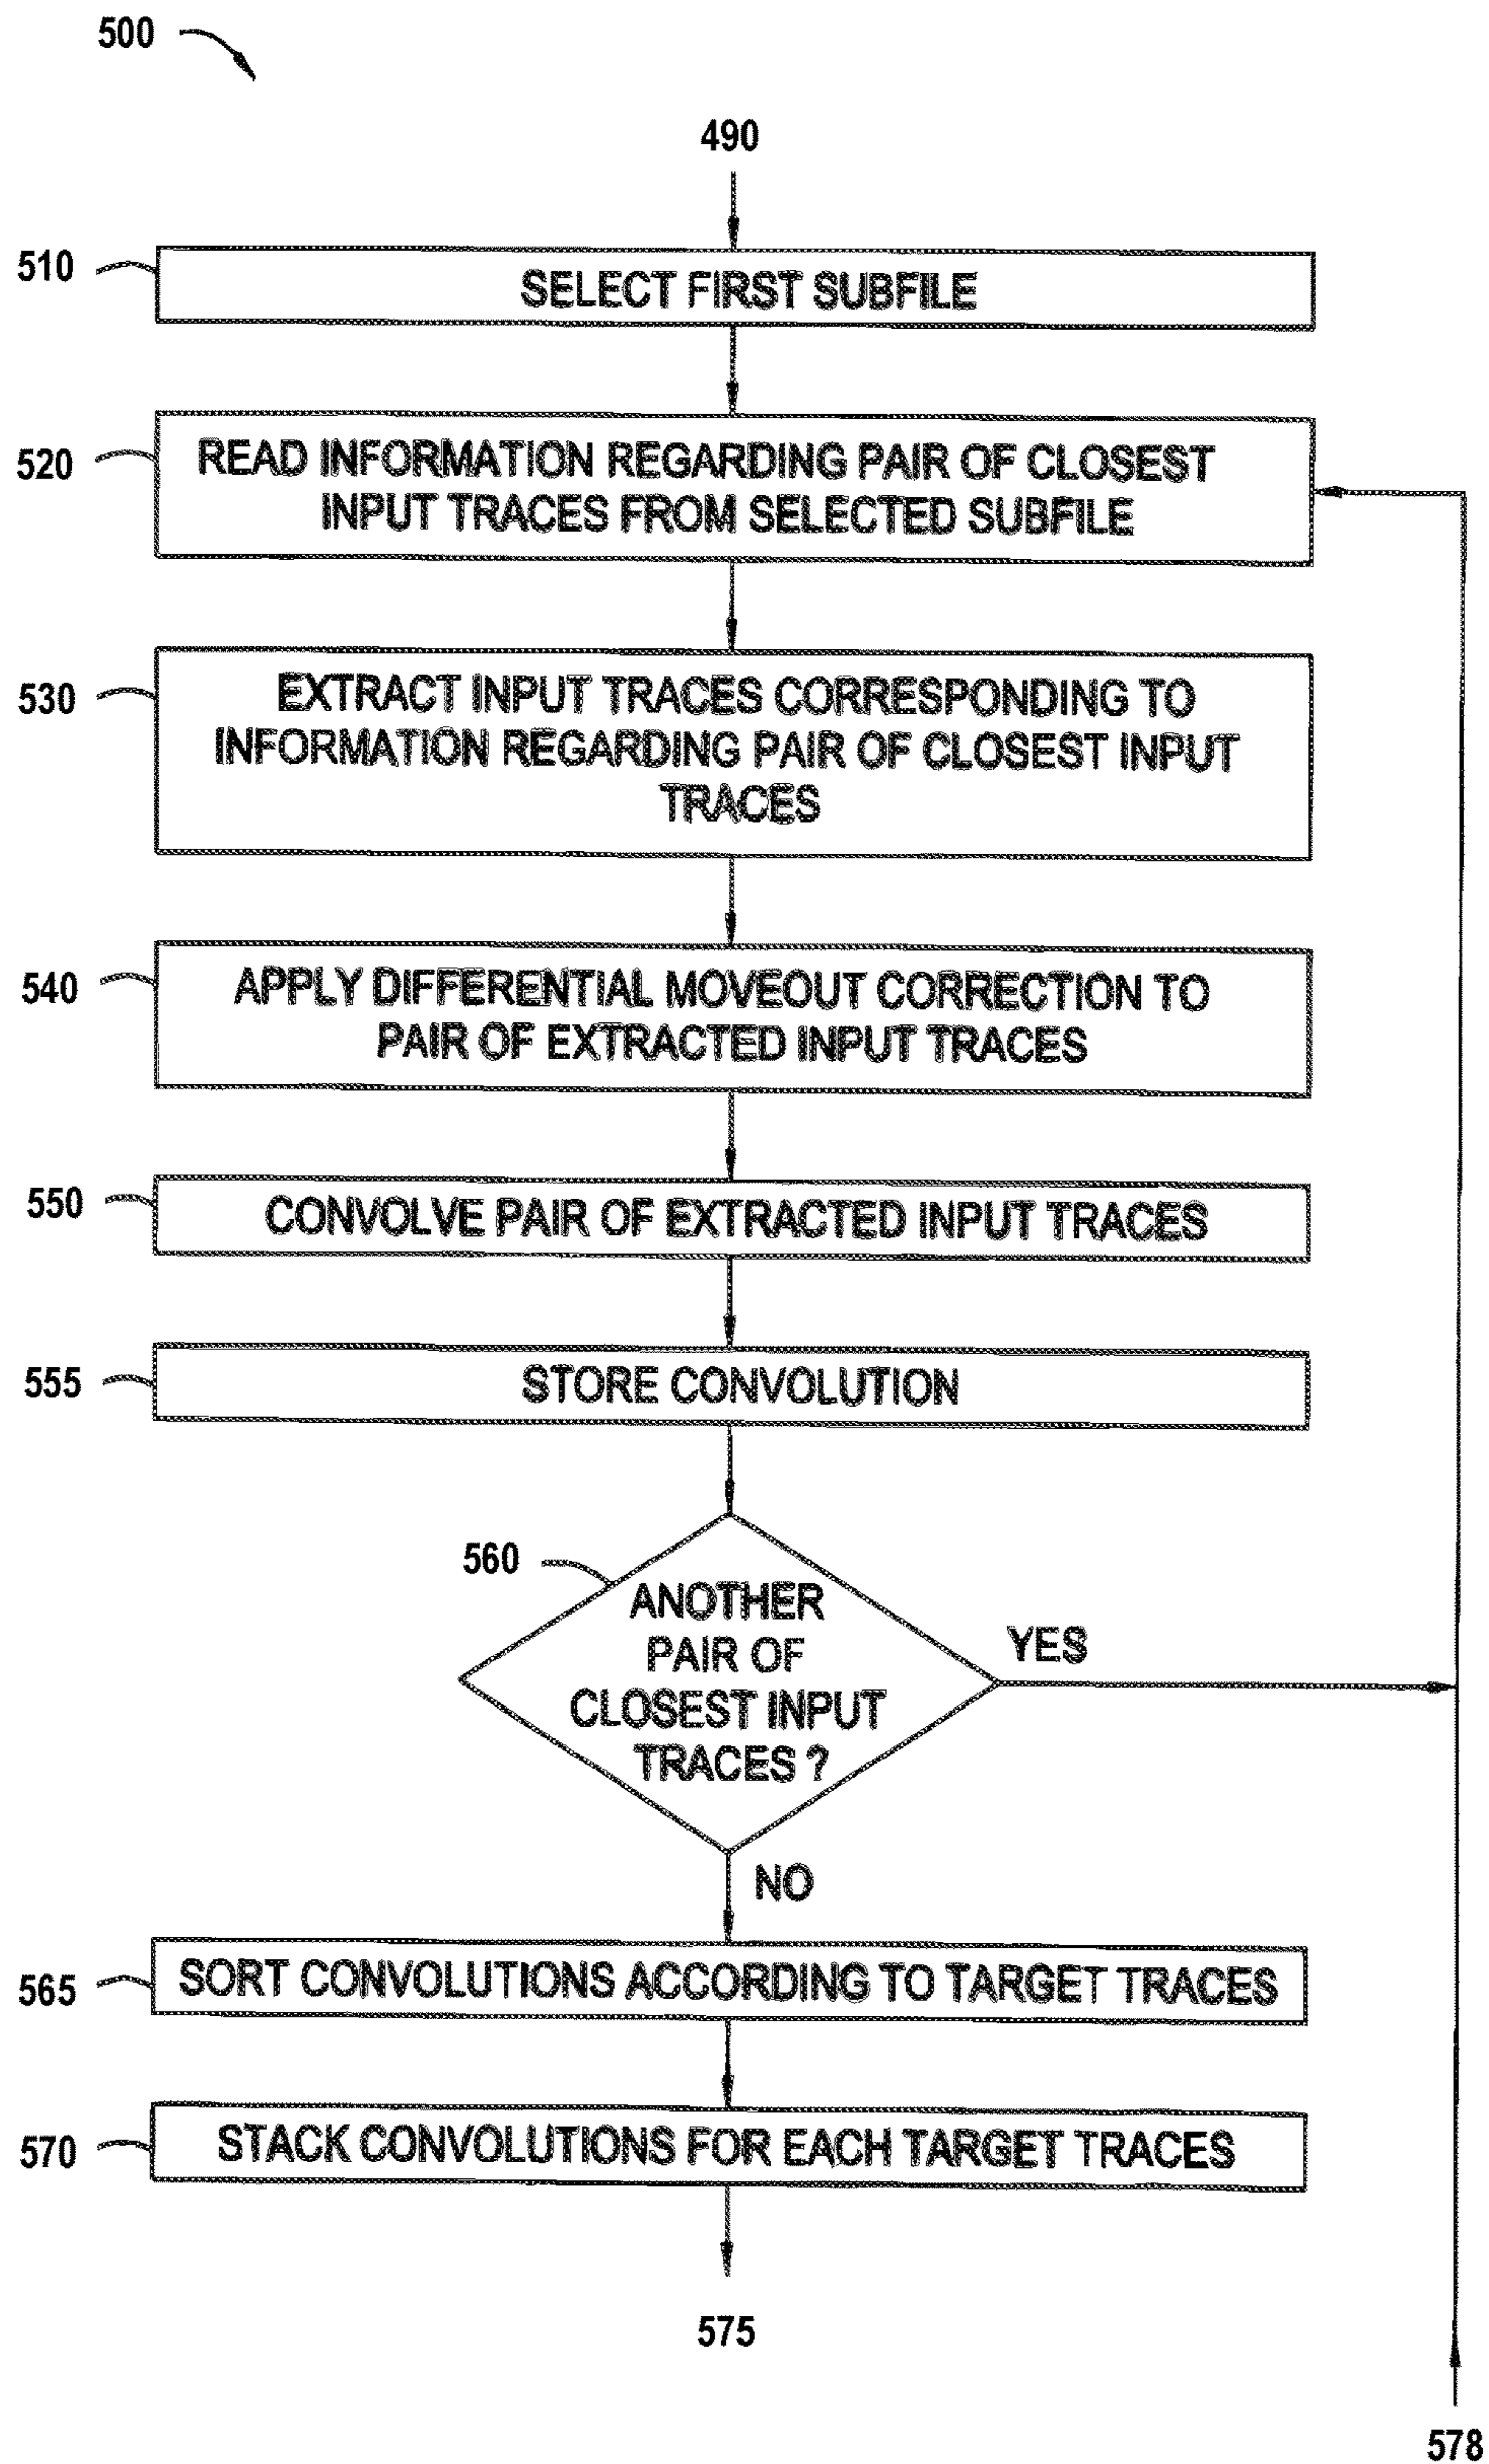 500
490
510
SELECT FIRST SUBFILE
520
READ INFORMATION REGARDING PAIR OF CLOSEST
INPUT TRACES FROM SELECTED SUBFILE
530
EXTRACT INPUT TRACES CORRESPONDING TO
INFORMATION REGARDING PAIR OF CLOSEST INPUT
TRACES
540
APPLY DIFFERENTIAL MOVEOUT CORRECTION TO
PAIR OF EXTRACTED INPUT TRACES
550
CONVOLVE PAIR OF EXTRACTED INPUT TRACES
555
STORE CONVOLUTION
560
ANOTHER
PAIR OF
CLOSEST INPUT
TRACES ?
YES
NO
565
SORT CONVOLUTIONS ACCORDING TO TARGET TRACES
570
STACK CONVOLUTIONS FOR EACH TARGET TRACES
575
578